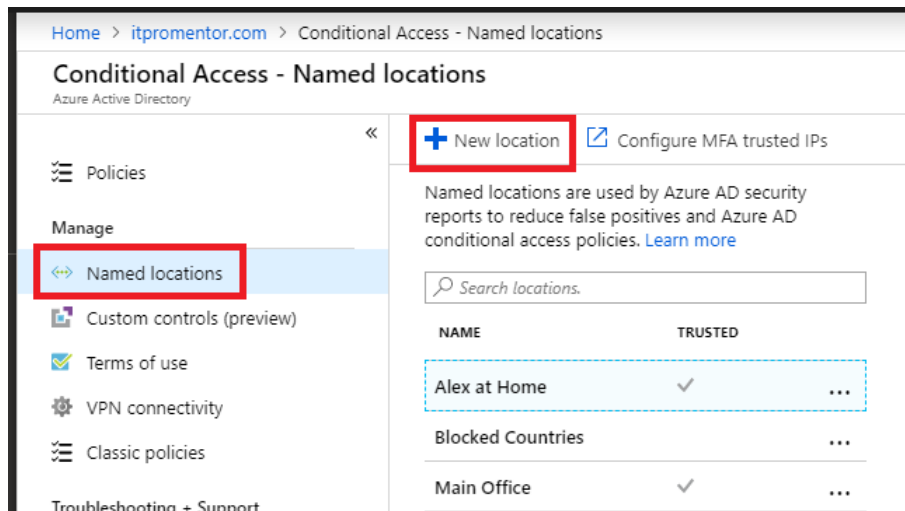 Home > itpromentor.com > Conditional Access - Named locations
Conditional Access - Named locations
Azure Active Directory
«
Policies
Manage
Named locations
Custom controls (preview)
Terms of use
VPN connectivity
Classic policies
Troubleshooting + Support
New location
Configure MFA trusted IPs
Named locations are used by Azure AD security
reports to reduce false positives and Azure AD
conditional access policies. Learn more
Search locations.
NAME TRUSTED
Alex at Home ✓ ...
Blocked Countries ...
Main Office ✓ ...